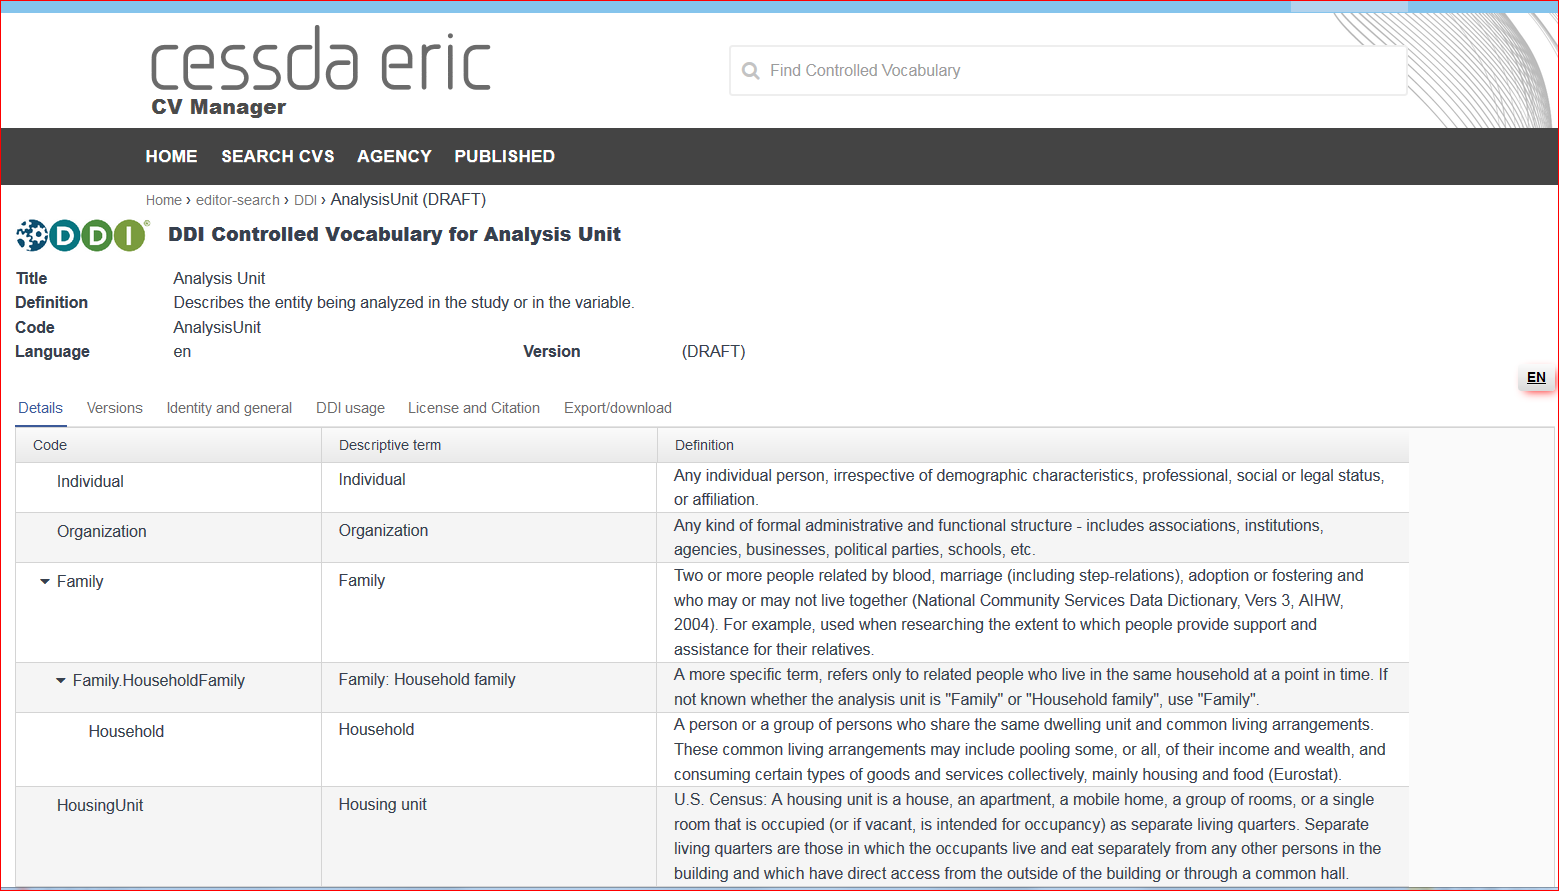 cessda eric
CV Manager
Find Controlled Vocabulary
HOME SEARCH CVS AGENCY PUBLISHED
Home › editor-search › DDI › AnalysisUnit (DRAFT)
DDI® DDI Controlled Vocabulary for Analysis Unit
Title Analysis Unit
Definition Describes the entity being analyzed in the study or in the variable.
Code AnalysisUnit
Language en Version (DRAFT)
EN
Details Versions Identity and general DDI usage License and Citation Export/download
Code Descriptive term Definition
Individual Individual Any individual person, irrespective of demographic characteristics, professional, social or legal status,
or affiliation.
Organization Organization Any kind of formal administrative and functional structure - includes associations, institutions,
agencies, businesses, political parties, schools, etc.
Family Family Two or more people related by blood, marriage (including step-relations), adoption or fostering and
who may or may not live together (National Community Services Data Dictionary, Vers 3, AIHW,
2004). For example, used when researching the extent to which people provide support and
assistance for their relatives.
Family.HouseholdFamily Family: Household family A more specific term, refers only to related people who live in the same household at a point in time. If
not known whether the analysis unit is "Family" or "Household family", use "Family".
Household Household A person or a group of persons who share the same dwelling unit and common living arrangements.
These common living arrangements may include pooling some, or all, of their income and wealth, and
consuming certain types of goods and services collectively, mainly housing and food (Eurostat).
HousingUnit Housing unit U.S. Census: A housing unit is a house, an apartment, a mobile home, a group of rooms, or a single
room that is occupied (or if vacant, is intended for occupancy) as separate living quarters. Separate
living quarters are those in which the occupants live and eat separately from any other persons in the
building and which have direct access from the outside of the building or through a common hall.